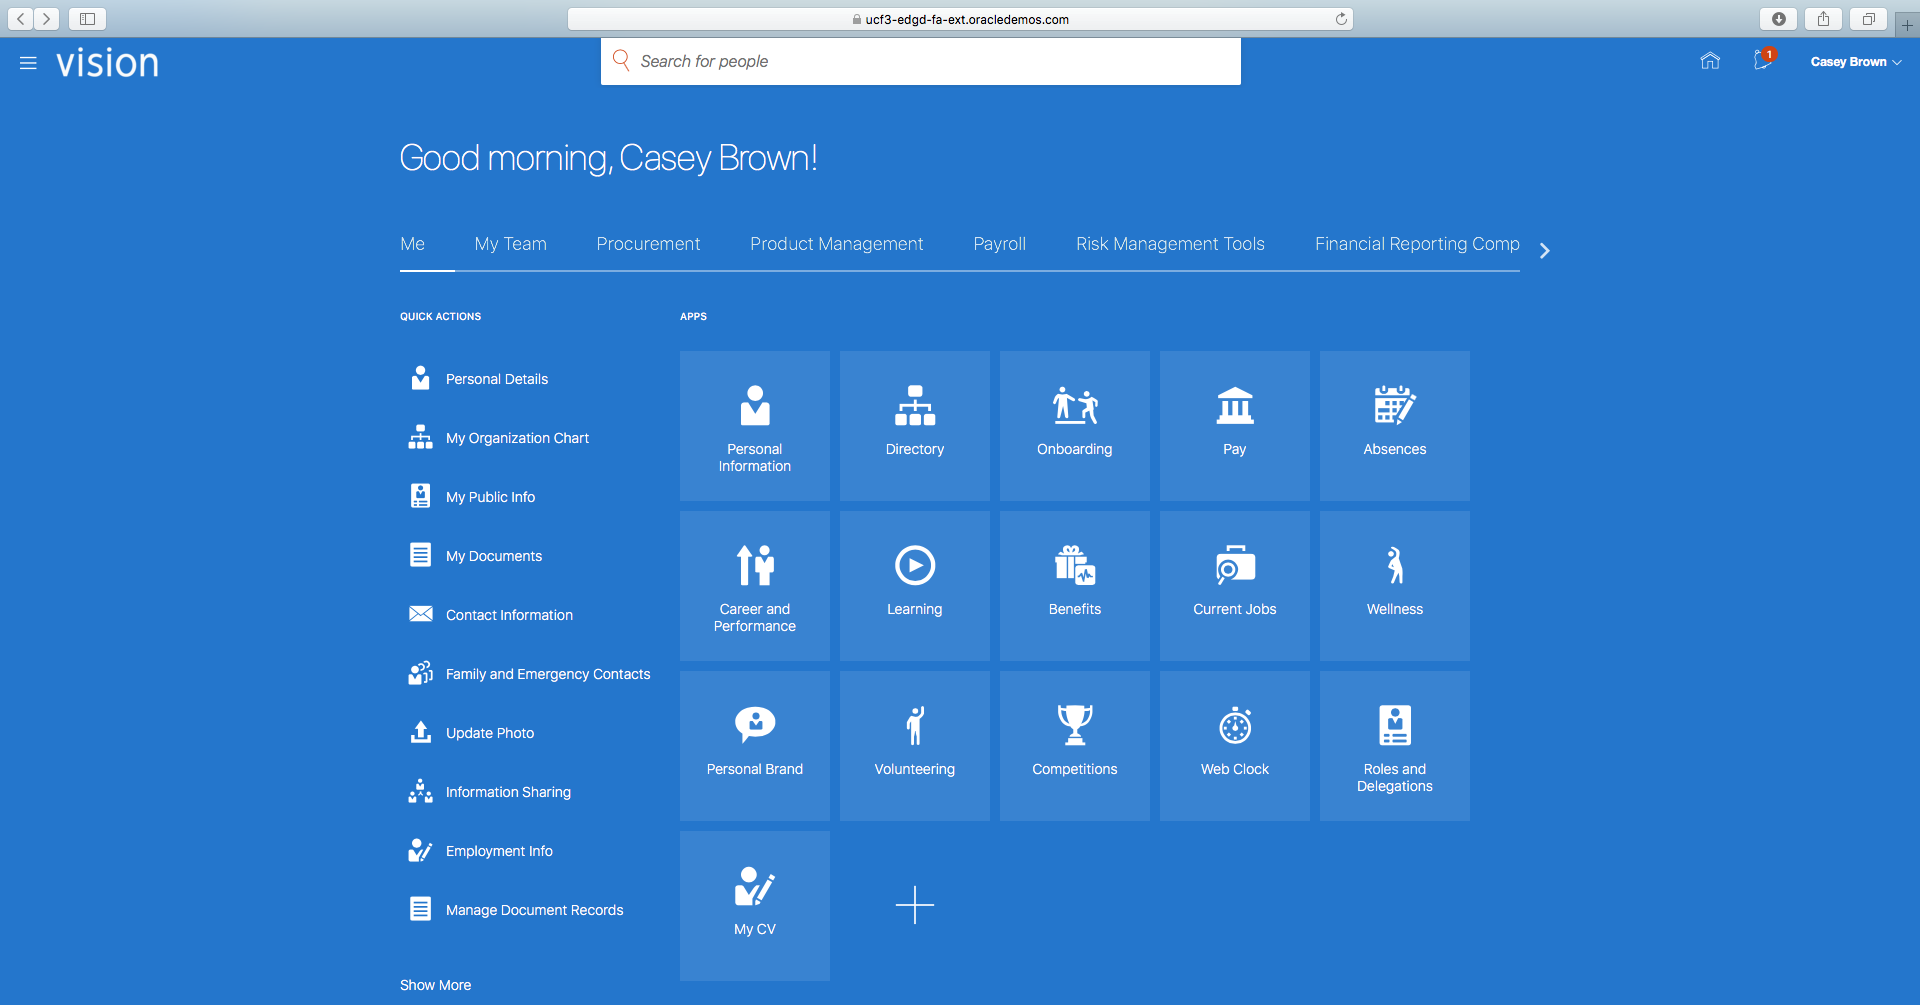 ucf3-edgd-fa-ext.oracledemos.com
vision
Search for people
1
Casey Brown
Good morning, Casey Brown!
Me
My Team
Procurement
Product Management
Payroll
Risk Management Tools
Financial Reporting Comp
QUICK ACTIONS
Personal Details
My Organization Chart
My Public Info
My Documents
Contact Information
Family and Emergency Contacts
Update Photo
Information Sharing
Employment Info
Manage Document Records
Show More
APPS
Personal
Information
Directory
Onboarding
Pay
Absences
Career and
Performance
Learning
Benefits
Current Jobs
Wellness
Personal Brand
Volunteering
Competitions
Web Clock
Roles and
Delegations
My CV